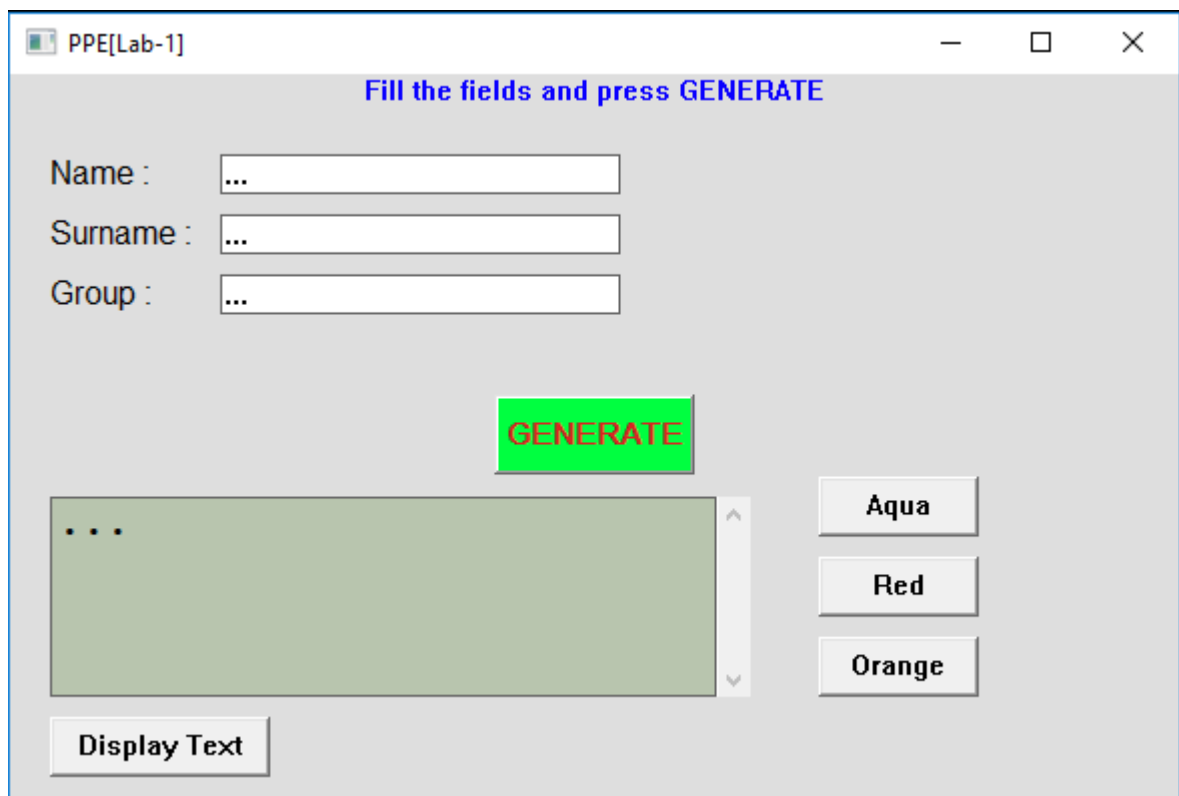 PPE[Lab-1]
Fill the fields and press GENERATE
Name :
...
Surname :
...
Group :
...
GENERATE
...
Aqua
Red
Orange
Display Text